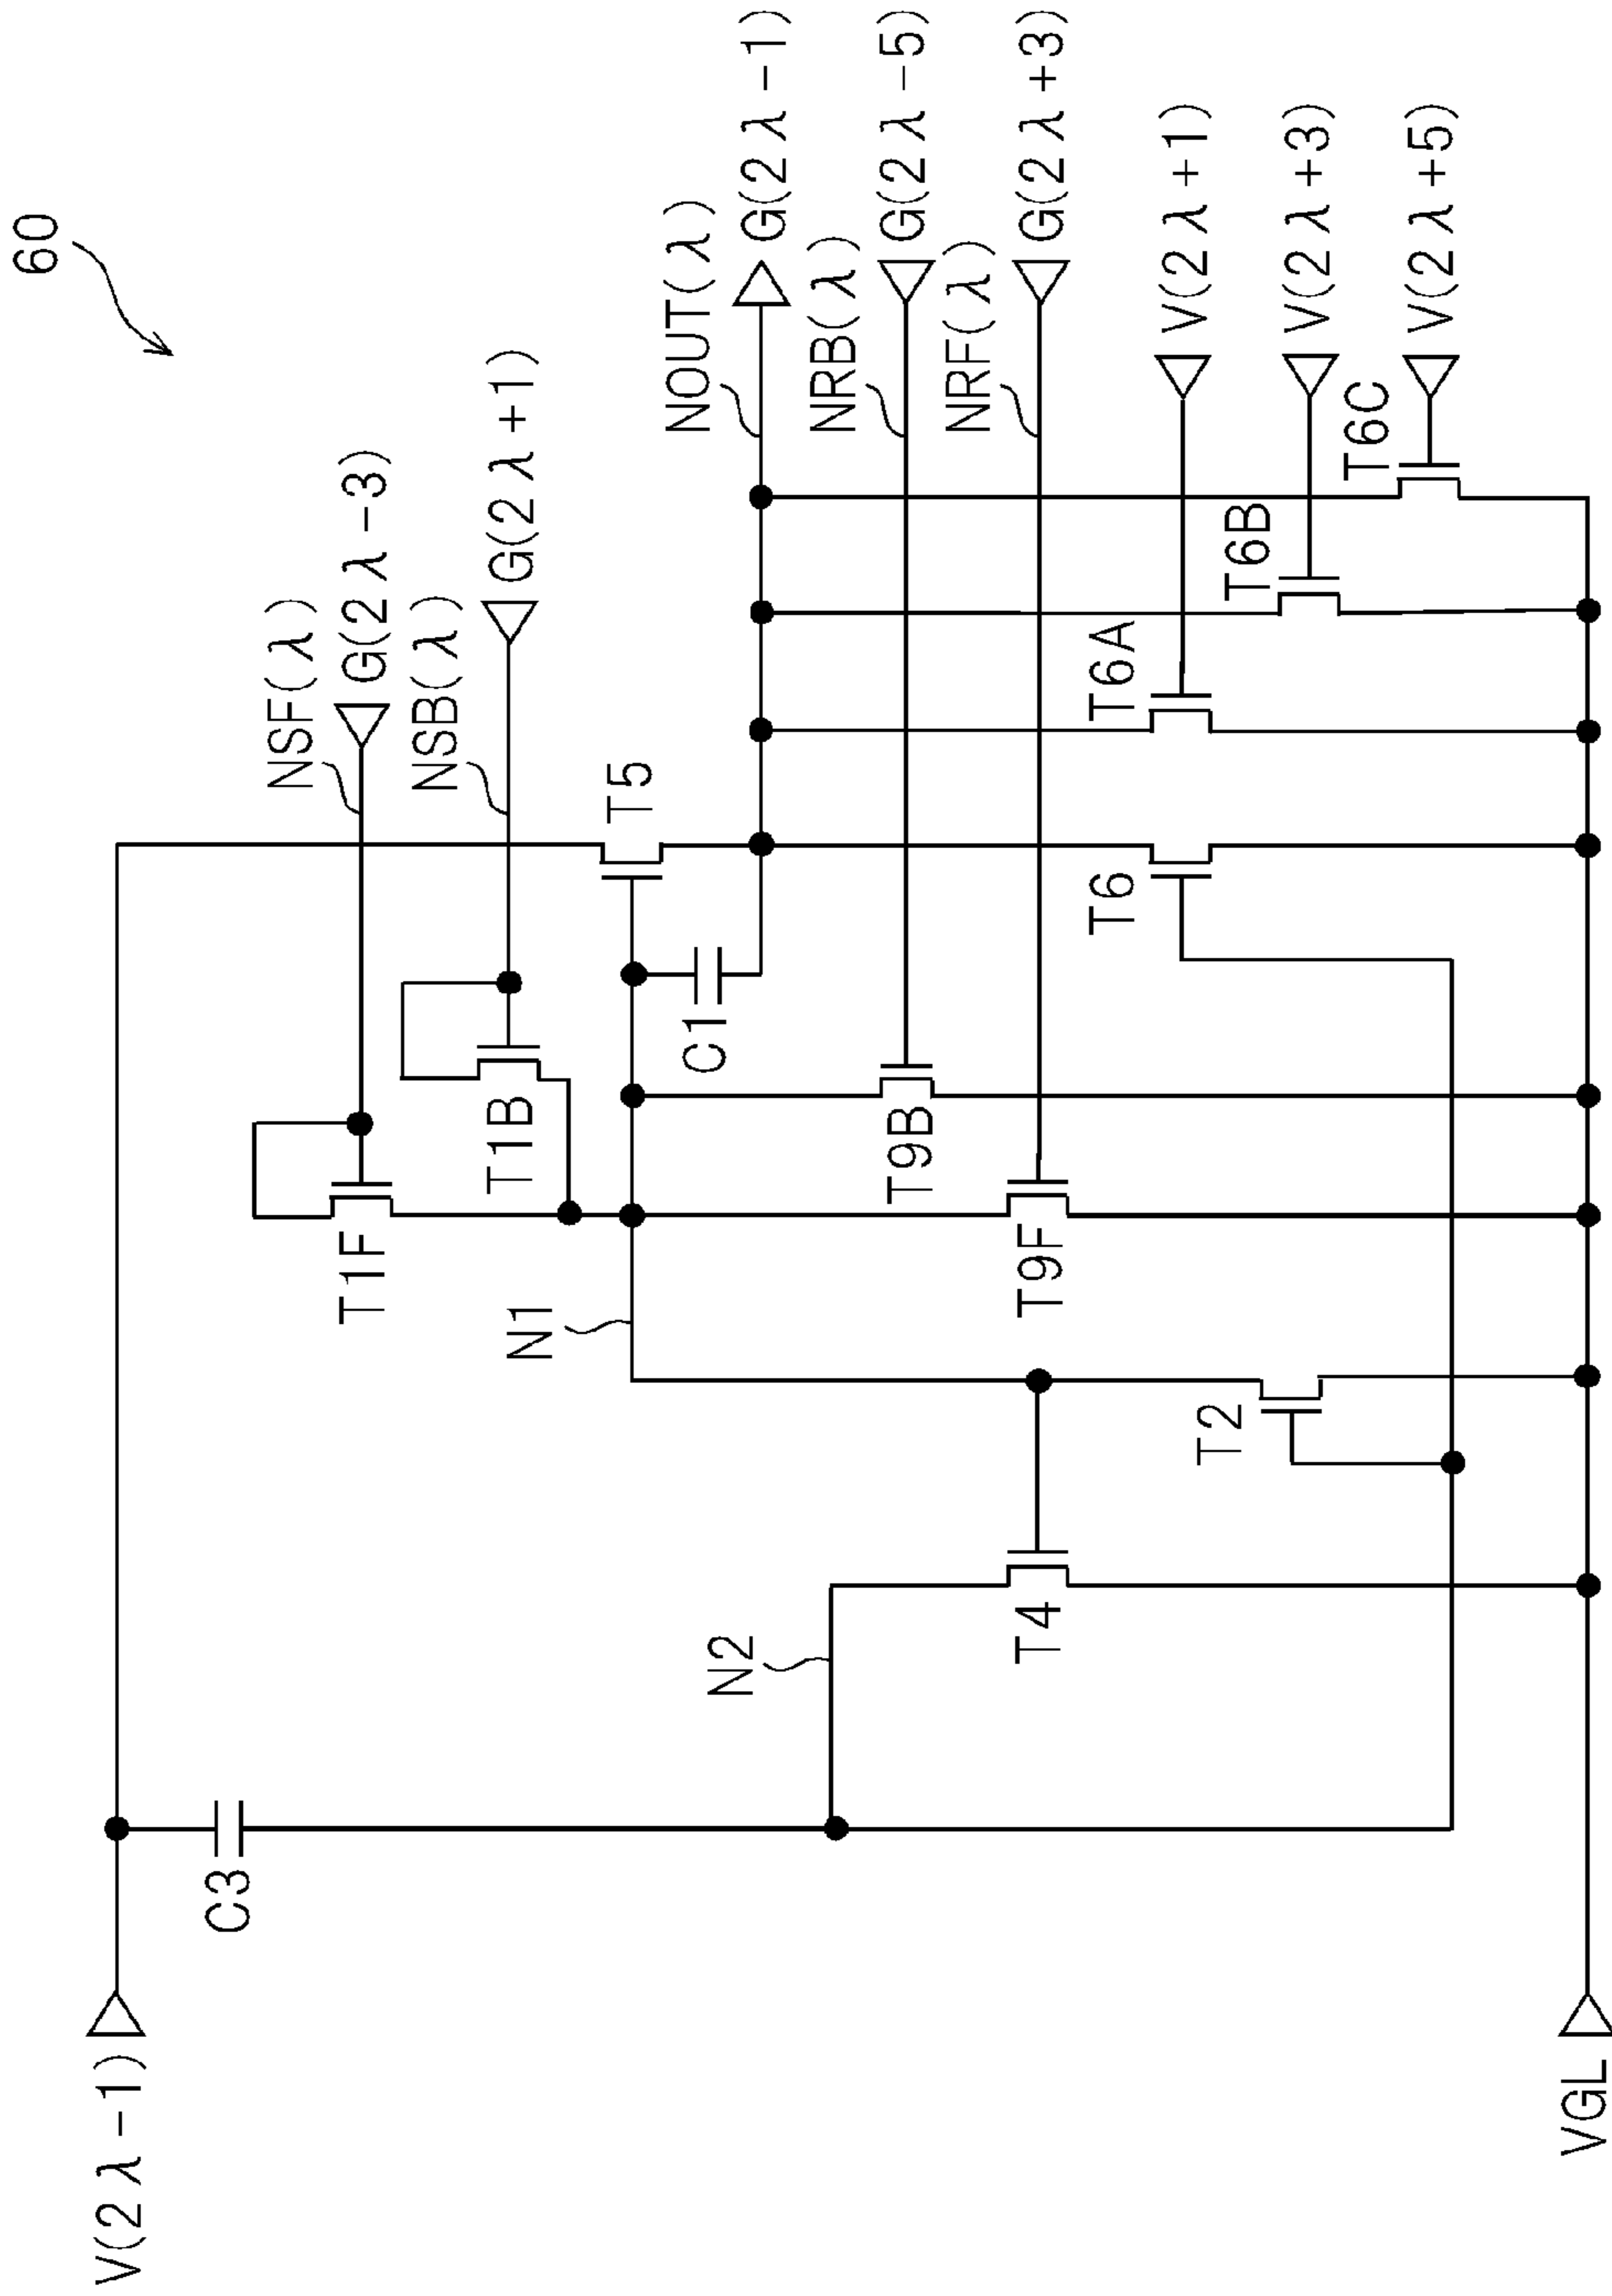 60
V(2λ-1)
C3
NSF(λ)
G(2λ-3)
T1F
NSB(λ)
G(2λ+1)
T1B
N1
T5
C1
NOUT(λ)
G(2λ-1)
N2
NRB(λ)
G(2λ-5)
T9B
NRF(λ)
G(2λ+3)
T9F
T4
T6
T6A
V(2λ+1)
T2
T6B
V(2λ+3)
T6C
V(2λ+5)
VGL